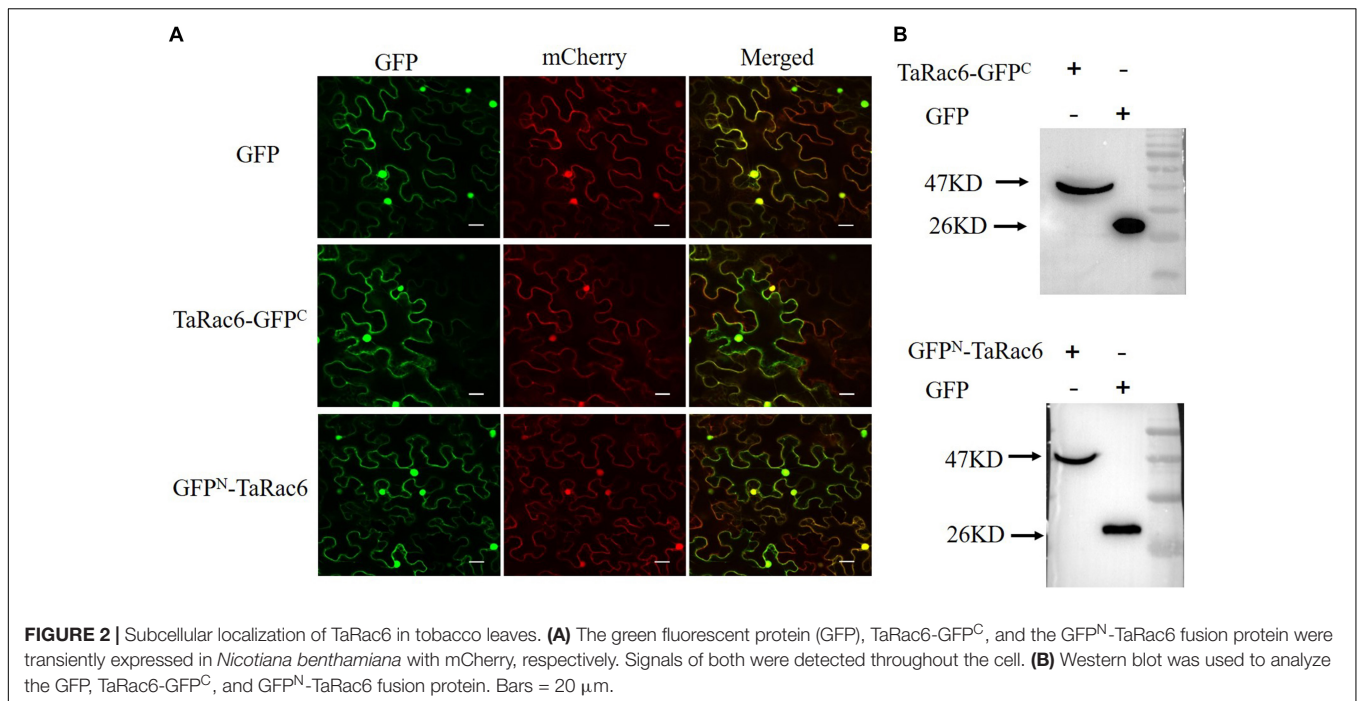 A
GFP mCherry Merged
GFP
TaRac6-GFPᶜ
GFPᴺ-TaRac6
B
TaRac6-GFPᶜ + -
GFP - +
47KD
26KD
GFPᴺ-TaRac6 + -
GFP - +
47KD
26KD
FIGURE 2 | Subcellular localization of TaRac6 in tobacco leaves. (A) The green fluorescent protein (GFP), TaRac6-GFPᶜ, and the GFPᴺ-TaRac6 fusion protein were
transiently expressed in Nicotiana benthamiana with mCherry, respectively. Signals of both were detected throughout the cell. (B) Western blot was used to analyze
the GFP, TaRac6-GFPᶜ, and GFPᴺ-TaRac6 fusion protein. Bars = 20 μm.